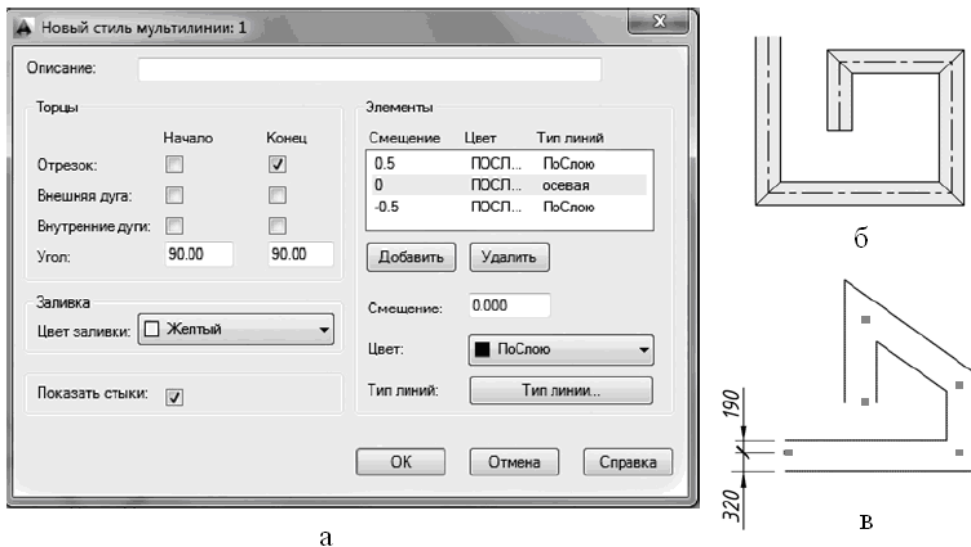 Новый стиль мультилинии: 1
Описание:
Торцы
Начало Конец
Отрезок:
Внешняя дуга:
Внутренние дуги:
Угол: 90.00 90.00
Заливка
Цвет заливки: Желтый
Показать стыки:
Элементы
Смещение Цвет Тип линий
0.5 ПОСЛ... ПоСлою
0 ПОСЛ... осевая
-0.5 ПОСЛ... ПоСлою
Добавить Удалить
Смещение: 0.000
Цвет: ПоСлою
Тип линий: Тип линии...
ОК Отмена Справка
а
б
190
320
в